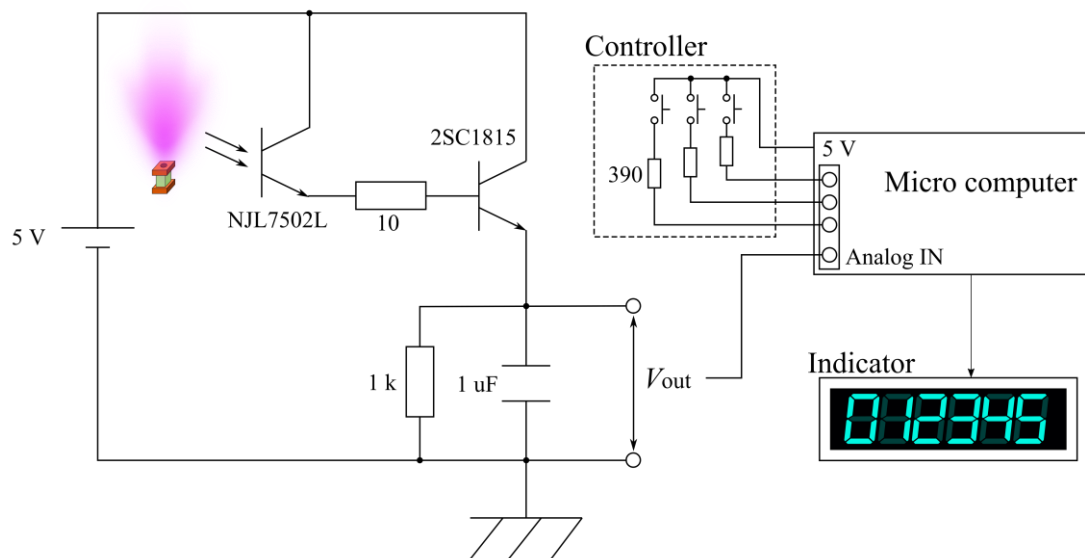 Controller
2SC1815
5 V
390
Micro computer
NJL7502L
10
5 V
Analog IN
Indicator
1 k
1 uF
Vout
012345